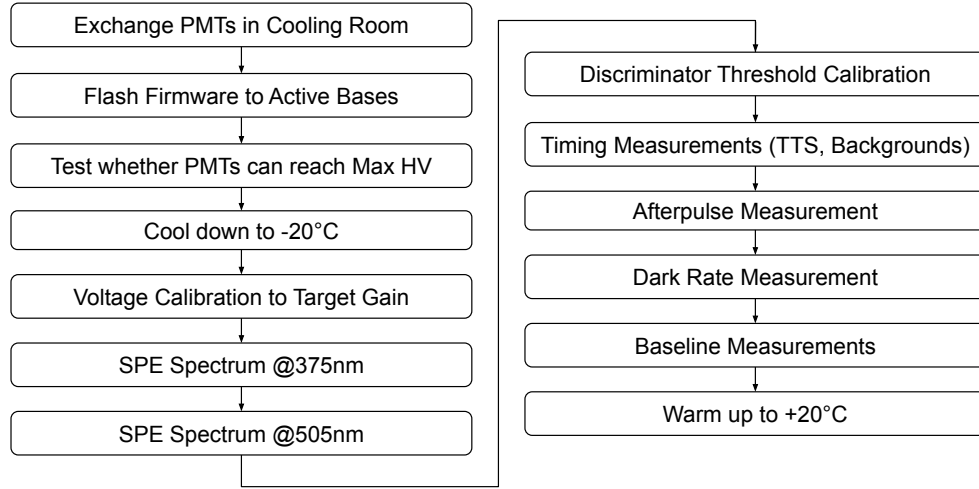 Exchange PMTs in Cooling Room
Flash Firmware to Active Bases
Test whether PMTs can reach Max HV
Cool down to -20°C
Voltage Calibration to Target Gain
SPE Spectrum @375nm
SPE Spectrum @505nm
Discriminator Threshold Calibration
Timing Measurements (TTS, Backgrounds)
Afterpulse Measurement
Dark Rate Measurement
Baseline Measurements
Warm up to +20°C